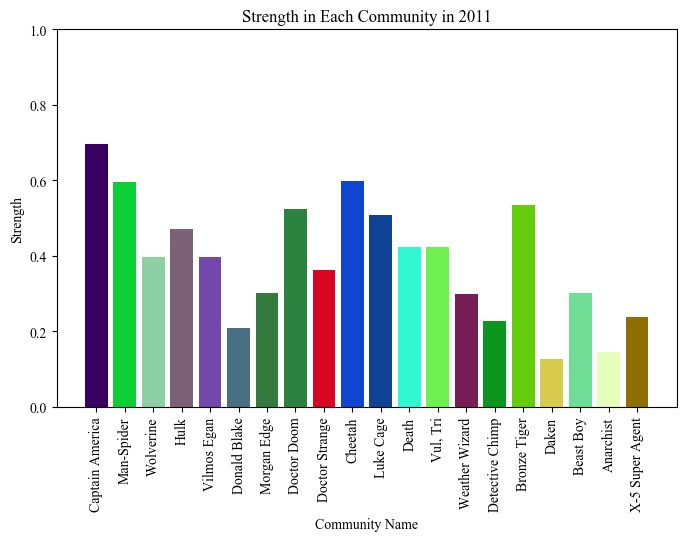 Strength in Each Community in 2011
Strength
1.0
0.8
0.6
0.4
0.2
0.0
Captain America
Man-Spider
Wolverine
Hulk
Vilmos Egan
Donald Blake
Morgan Edge
Doctor Doom
Doctor Strange
Cheetah
Luke Cage
Death
Vul, Tri
Weather Wizard
Detective Chimp
Bronze Tiger
Daken
Beast Boy
Anarchist
X-5 Super Agent
Community Name